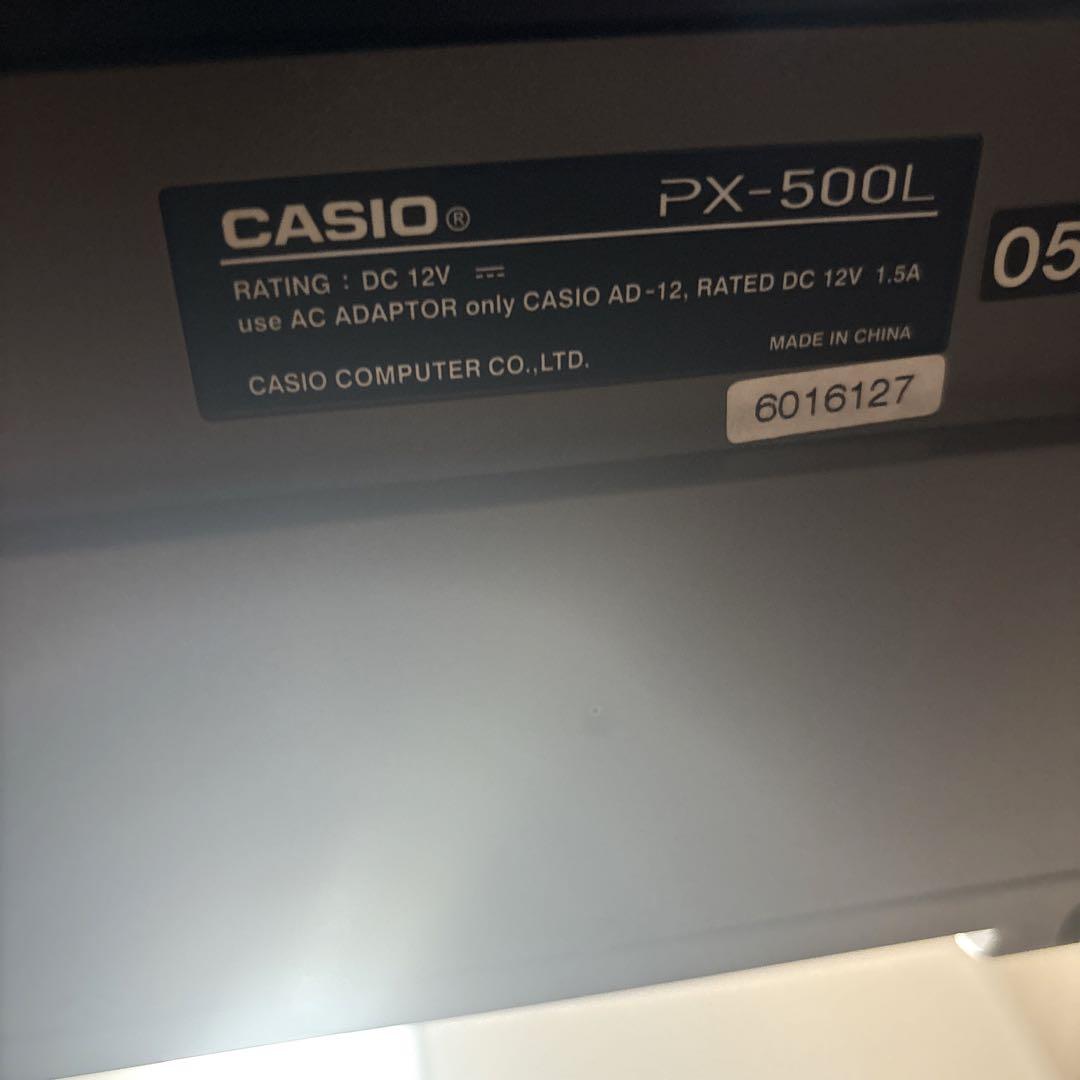 CASIO® PX-500L
RATING : DC 12V ⎓
use AC ADAPTOR only CASIO AD-12, RATED DC 12V 1.5A
MADE IN CHINA
CASIO COMPUTER CO.,LTD.
6016127
05